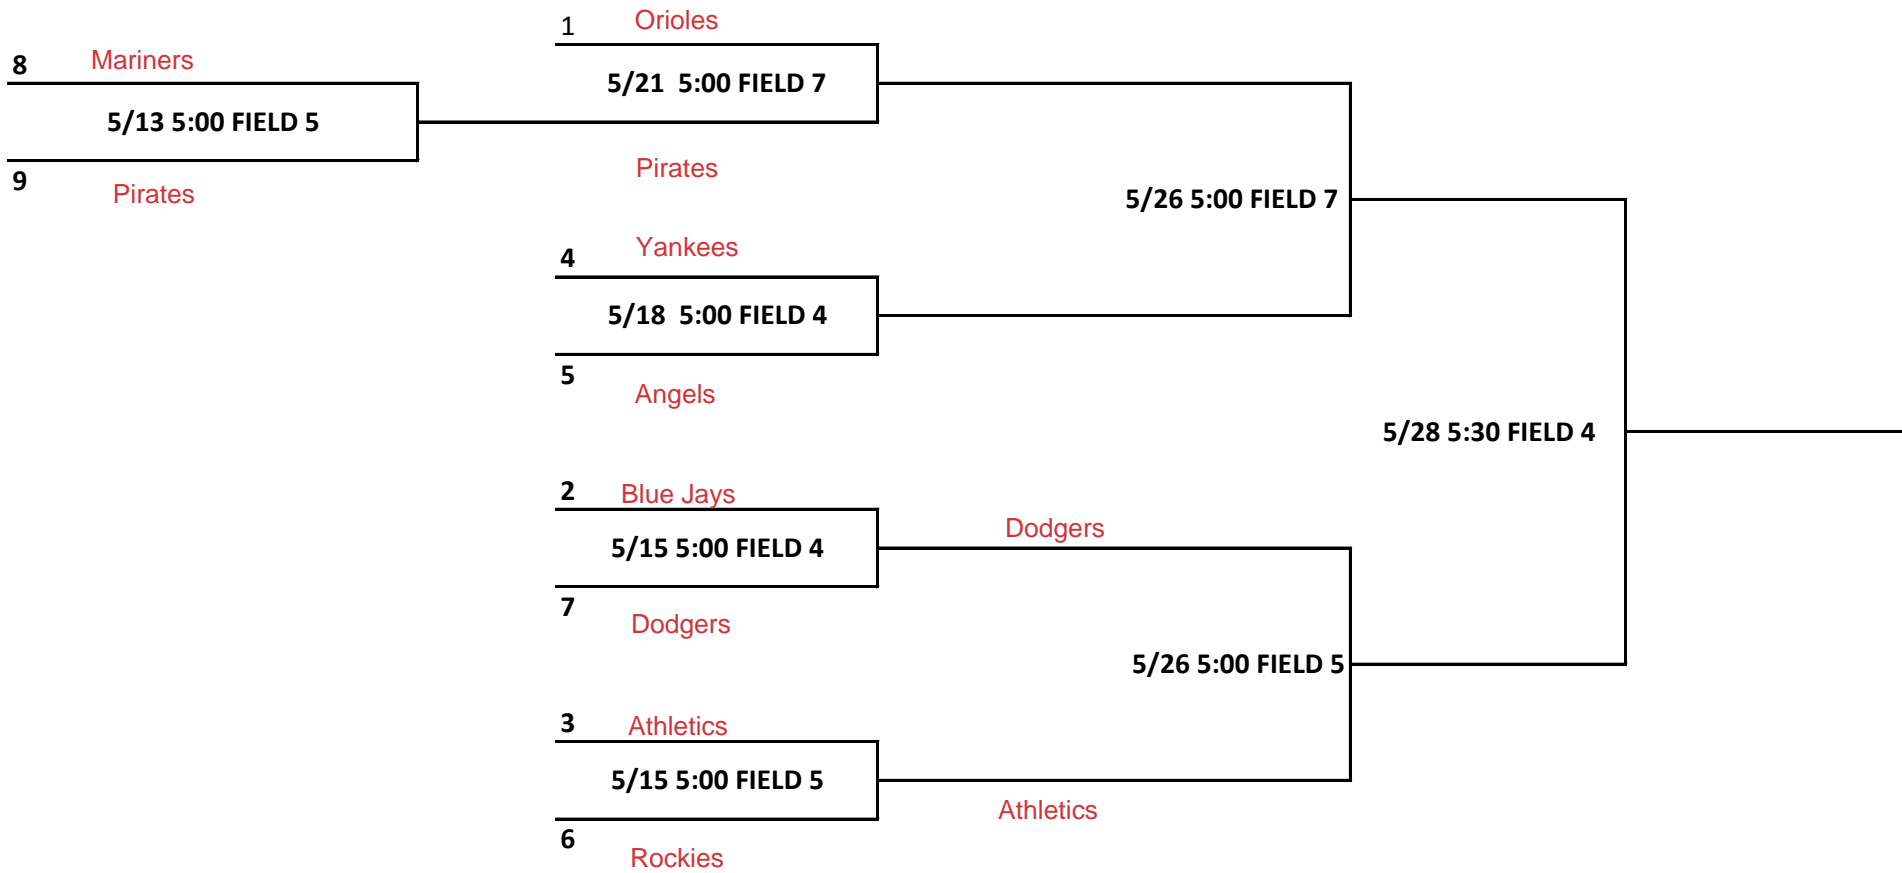 1 Orioles
8 Mariners
5/21  5:00 FIELD 7
5/13 5:00 FIELD 5
Pirates
9 Pirates
5/26 5:00 FIELD 7
4 Yankees
5/18  5:00 FIELD 4
5 Angels
5/28 5:30 FIELD 4
2 Blue Jays
Dodgers
5/15 5:00 FIELD 4
7 Dodgers
5/26 5:00 FIELD 5
3 Athletics
5/15 5:00 FIELD 5
Athletics
6 Rockies